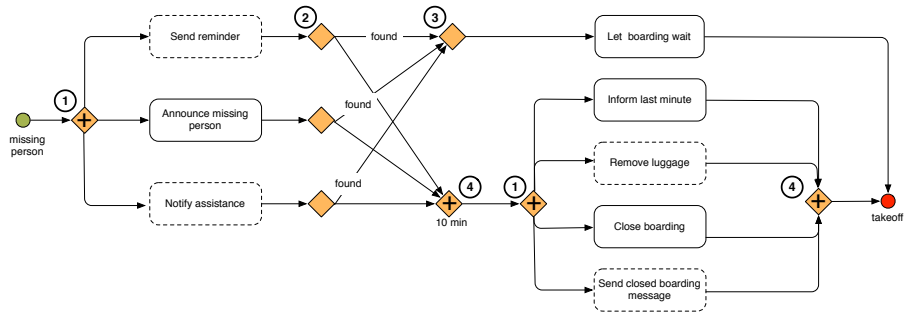 2
3
Send reminder
found
Let boarding wait
1
Inform last minute
found
Announce missing
person
missing
person
Remove luggage
found
4
1
4
Notify assistance
10 min
takeoff
Close boarding
Send closed boarding
message